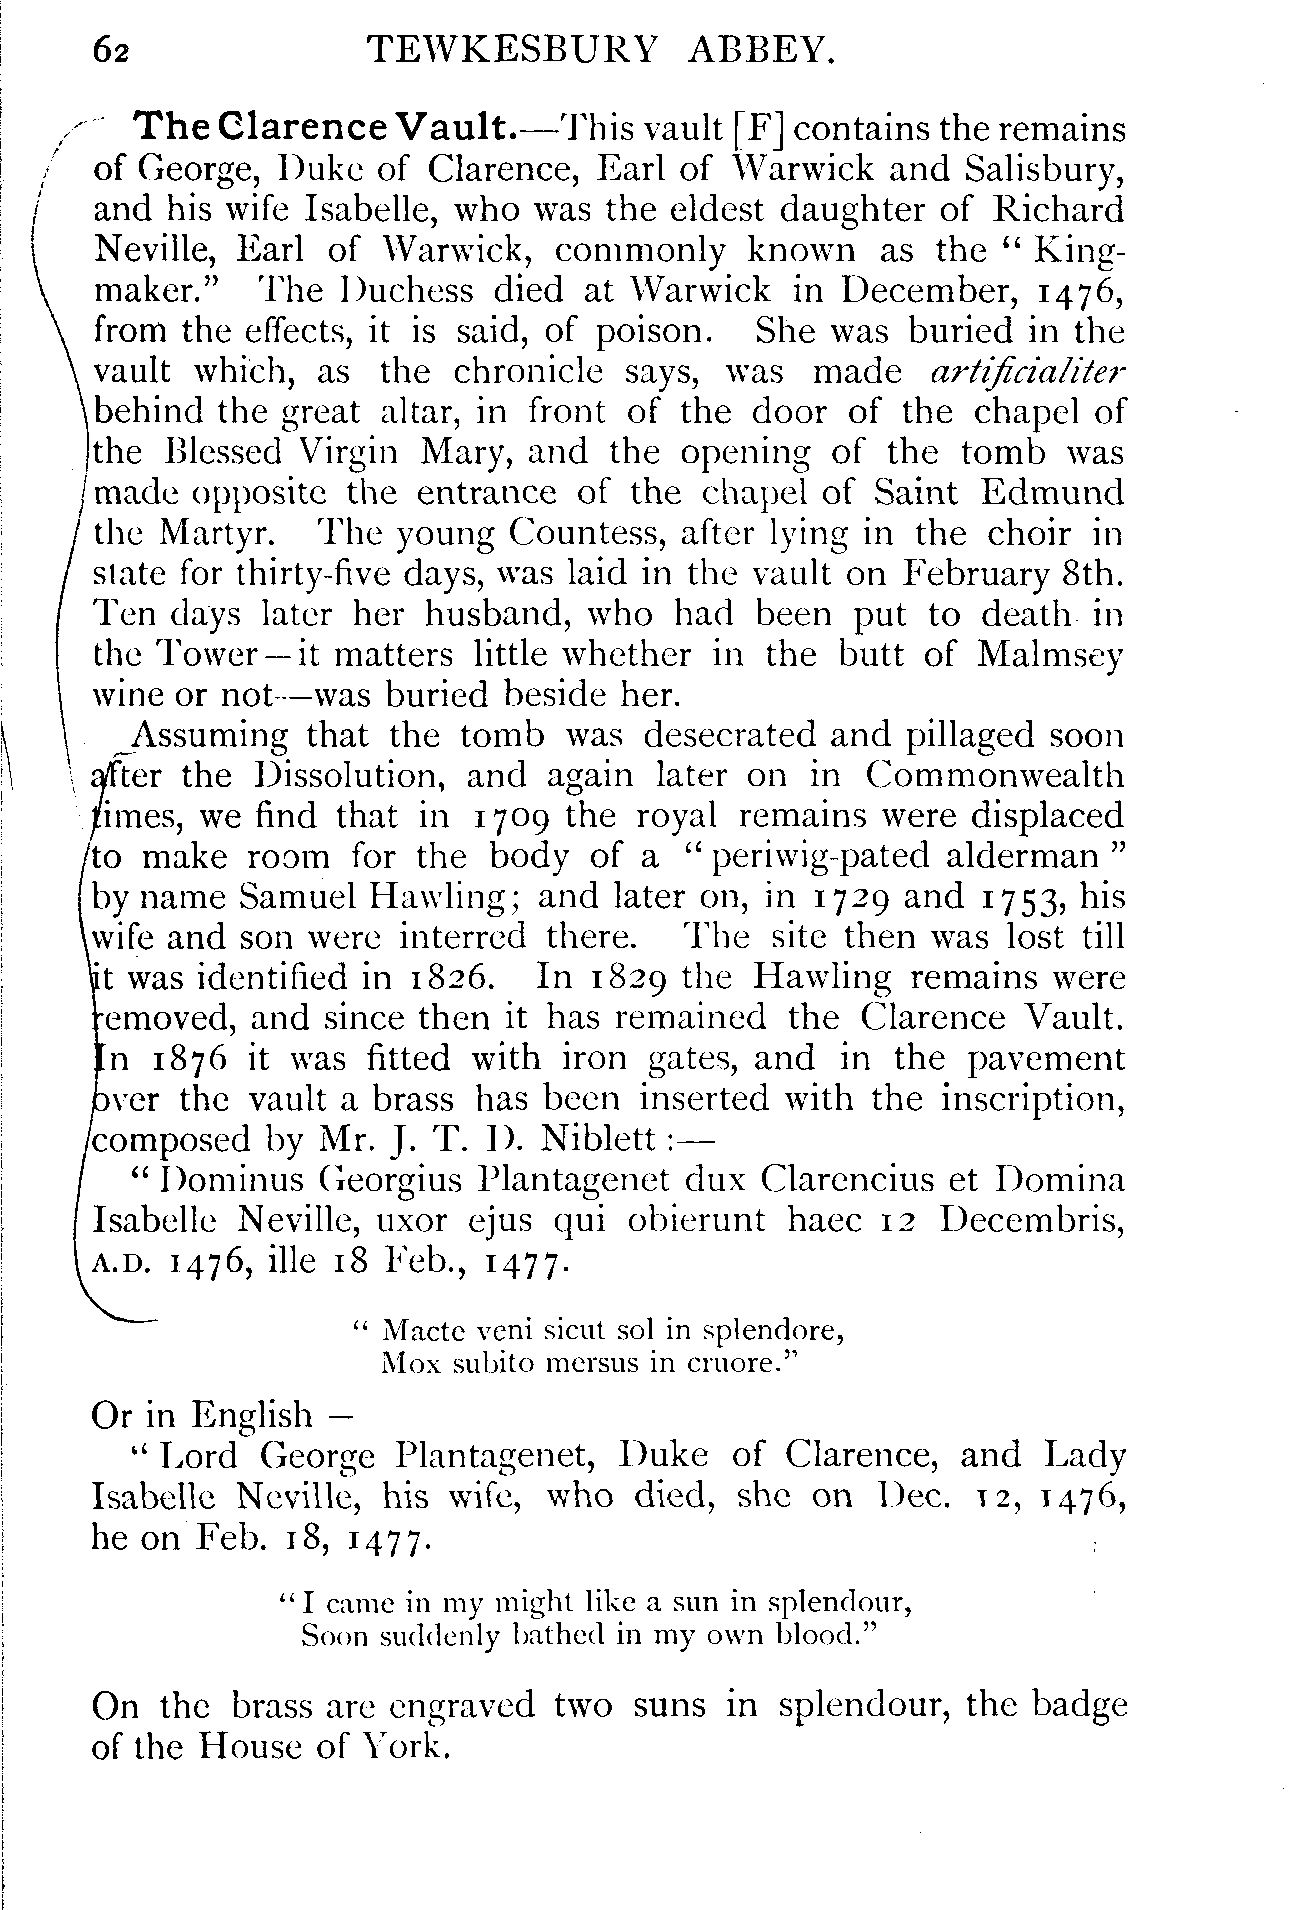 62 TEWKESBURY ABBEY.
The Clarence Vault.—This vault [F] contains the remains
of George, Duke of Clarence, Earl of Warwick and Salisbury,
and his wife Isabelle, who was the eldest daughter of Richard
Neville, Earl of Warwick, commonly known as the “ King-
maker.” The Duchess died at Warwick in December, 1476,
from the effects, it is said, of poison. She was buried in the
vault which, as the chronicle says, was made artificialiter
behind the great altar, in front of the door of the chapel of
the Blessed Virgin Mary, and the opening of the tomb was
made opposite the entrance of the chapel of Saint Edmund
the Martyr. The young Countess, after lying in the choir in
state for thirty-five days, was laid in the vault on February 8th.
Ten days later her husband, who had been put to death in
the Tower—it matters little whether in the butt of Malmsey
wine or not—was buried beside her.
Assuming that the tomb was desecrated and pillaged soon
after the Dissolution, and again later on in Commonwealth
times, we find that in 1709 the royal remains were displaced
to make room for the body of a “ periwig-pated alderman ”
by name Samuel Hawling; and later on, in 1729 and 1753, his
wife and son were interred there. The site then was lost till
it was identified in 1826. In 1829 the Hawling remains were
removed, and since then it has remained the Clarence Vault.
In 1876 it was fitted with iron gates, and in the pavement
over the vault a brass has been inserted with the inscription,
composed by Mr. J. T. D. Niblett :—
“ Dominus Georgius Plantagenet dux Clarencius et Domina
Isabelle Neville, uxor ejus qui obierunt haec 12 Decembris,
A.D. 1476, ille 18 Feb., 1477.
“ Macte veni sicut sol in splendore,
Mox subito mersus in cruore.”
Or in English —
“ Lord George Plantagenet, Duke of Clarence, and Lady
Isabelle Neville, his wife, who died, she on Dec. 12, 1476,
he on Feb. 18, 1477.
“ I came in my might like a sun in splendour,
Soon suddenly bathed in my own blood.”
On the brass are engraved two suns in splendour, the badge
of the House of York.